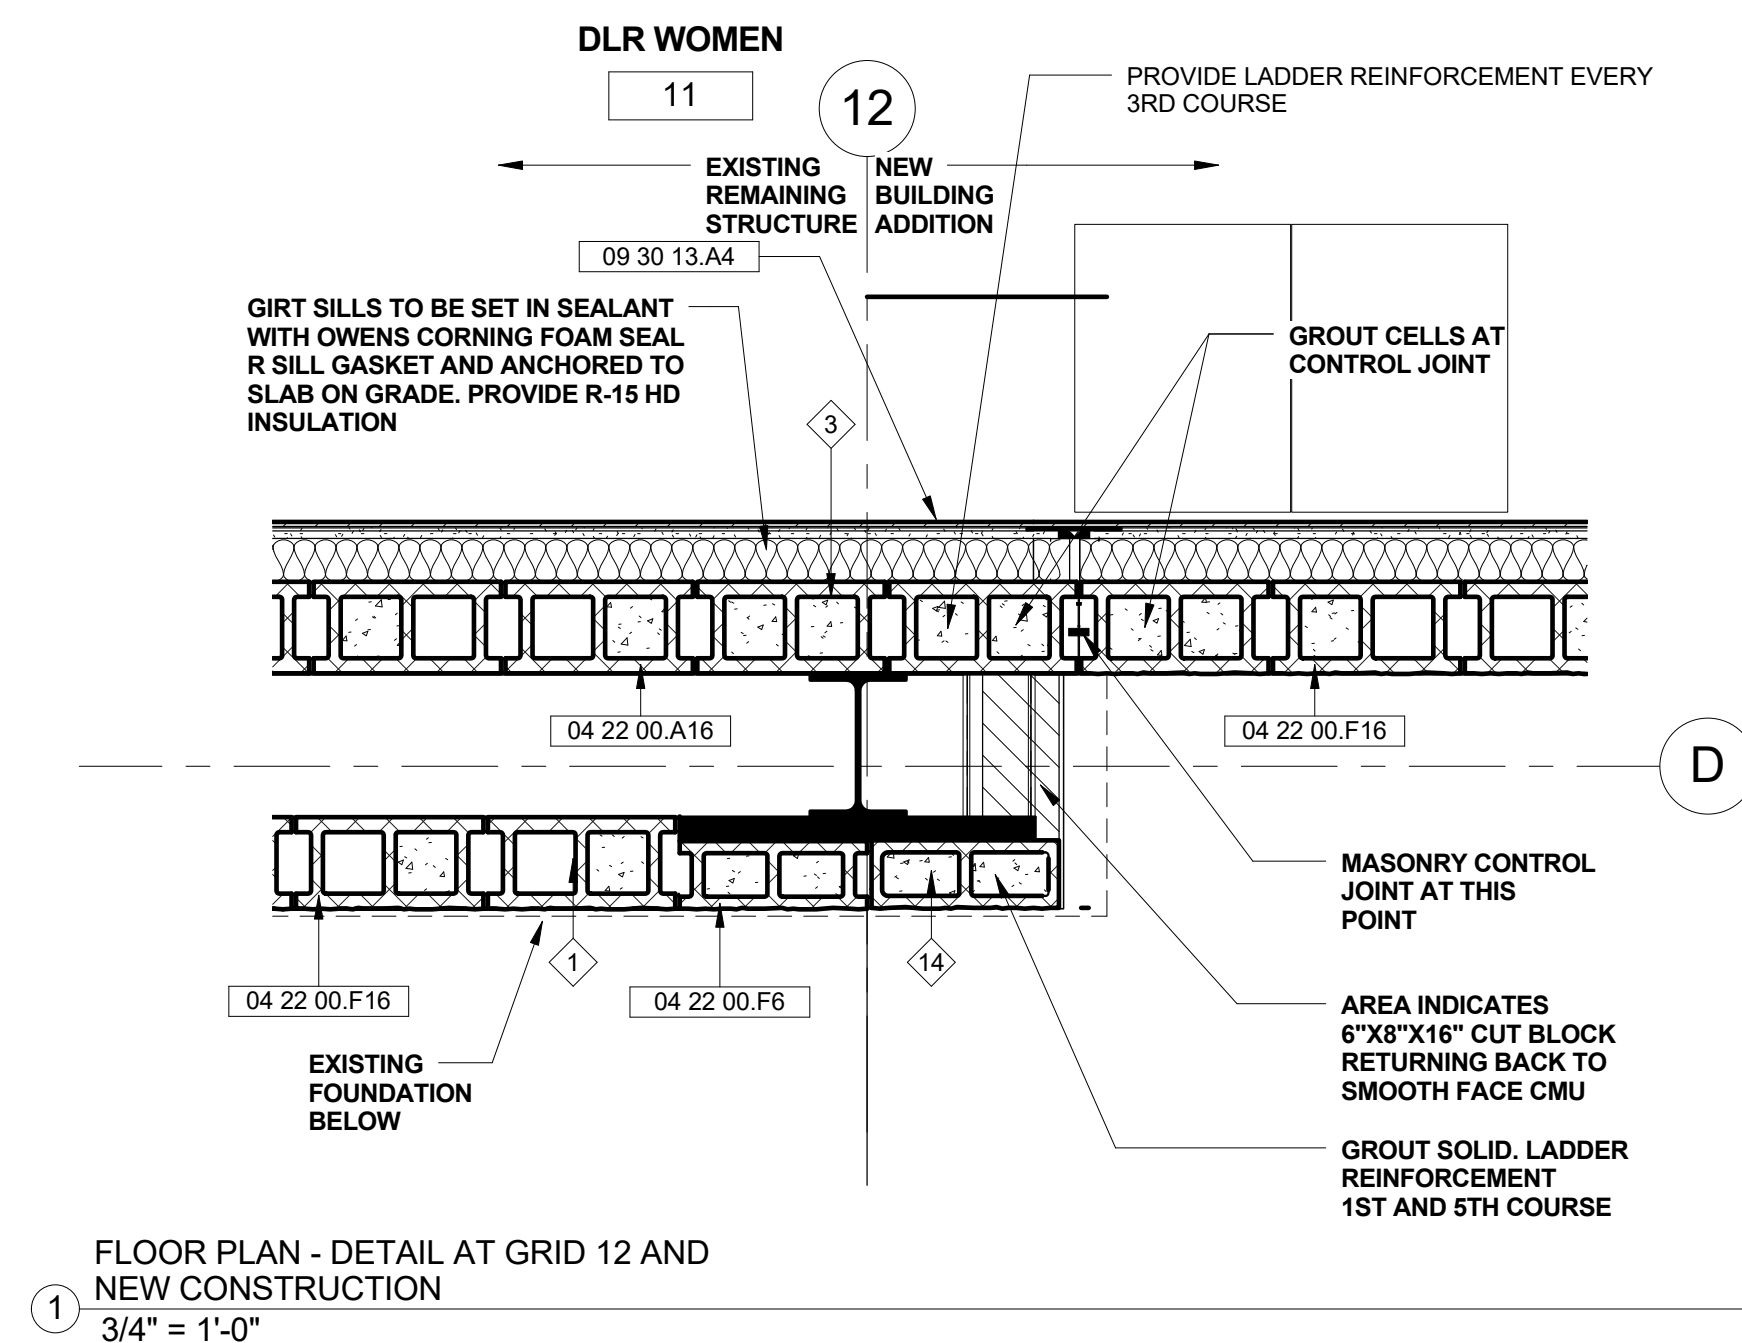 DLR WOMEN
11
12
PROVIDE LADDER REINFORCEMENT EVERY
3RD COURSE
EXISTING
REMAINING
STRUCTURE
NEW
BUILDING
ADDITION
09 30 13.A4
GIRT SILLS TO BE SET IN SEALANT
WITH OWENS CORNING FOAM SEAL
R SILL GASKET AND ANCHORED TO
SLAB ON GRADE. PROVIDE R-15 HD
INSULATION
GROUT CELLS AT
CONTROL JOINT
3
04 22 00.A16
04 22 00.F16
D
MASONRY CONTROL
JOINT AT THIS
POINT
1
14
04 22 00.F16
04 22 00.F6
AREA INDICATES
6"X8"X16" CUT BLOCK
RETURNING BACK TO
SMOOTH FACE CMU
EXISTING
FOUNDATION
BELOW
GROUT SOLID. LADDER
REINFORCEMENT
1ST AND 5TH COURSE
FLOOR PLAN - DETAIL AT GRID 12 AND
NEW CONSTRUCTION
1
3/4" = 1'-0"